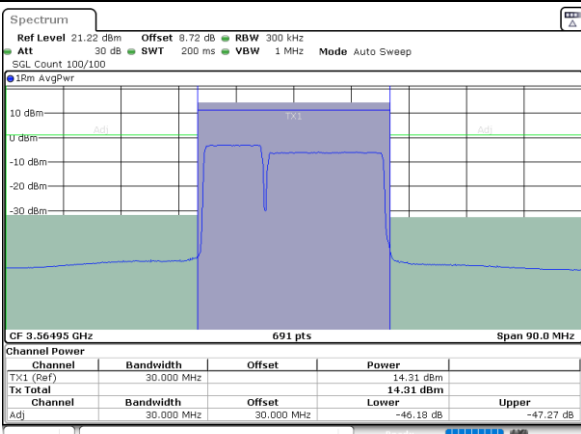 Spectrum
Ref Level 21.22 dBm Offset 8.72 dB RBW 300 kHz
Att 30 dB SWT 200 ms VBW 1 MHz Mode Auto Sweep
SGL Count 100/100
1Rm AvgPwr
10 dBm
TX1
Adj Adj
0 dBm
-10 dBm
-20 dBm
-30 dBm
CF 3.56495 GHz 691 pts Span 90.0 MHz
Channel Power
Channel Bandwidth Offset Power
TX1 (Ref) 30.000 MHz 14.31 dBm
Tx Total 14.31 dBm
Channel Bandwidth Offset Lower Upper
Adj 30.000 MHz 30.000 MHz -46.18 dB -47.27 dB